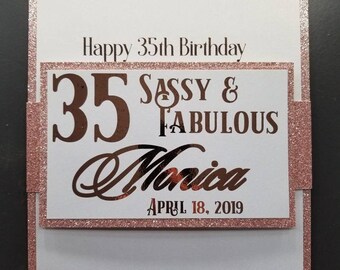 Happy 35th Birthday
35 Sassy & Fabulous
Monica
April 18, 2019